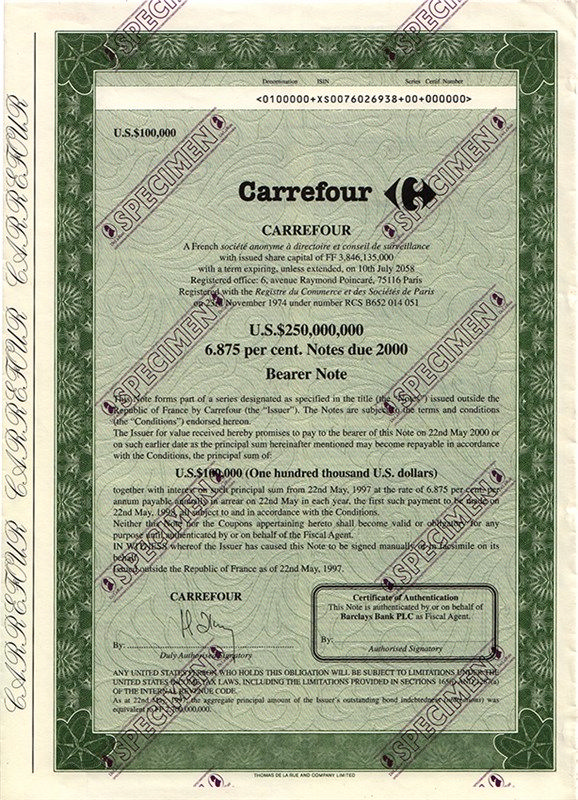 SPECIMEN
SPECIMEN
Denomination ISIN Series Certif. Number
<0100000+XS0076026938+00+000000>
U.S.$100,000
SPECIMEN
SPECIMEN
Carrefour
CARREFOUR
A French société anonyme à directoire et conseil de surveillance
with issued share capital of FF 3,846,135,000
with a term expiring, unless extended, on 10th July 2058
Registered office: 6, avenue Raymond Poincaré, 75116 Paris
Registered with the Registre du Commerce et des Sociétés de Paris
on 23rd November 1974 under number RCS B652 014 051
SPECIMEN
SPECIMEN
U.S.$250,000,000
6.875 per cent. Notes due 2000
Bearer Note
This Note forms part of a series designated as specified in the title (the "Notes") issued outside the
Republic of France by Carrefour (the "Issuer"). The Notes are subject to the terms and conditions
(the "Conditions") endorsed hereon.
The Issuer for value received hereby promises to pay to the bearer of this Note on 22nd May 2000 or
on such earlier date as the principal sum hereinafter mentioned may become repayable in accordance
with the Conditions, the principal sum of:
U.S.$100,000 (One hundred thousand U.S. dollars)
SPECIMEN
SPECIMEN
together with interest on such principal sum from 22nd May, 1997 at the rate of 6.875 per cent. per
annum payable annually in arrear on 22nd May in each year, the first such payment to be made on
22nd May, 1998, all subject to and in accordance with the Conditions.
Neither this Note nor the Coupons appertaining hereto shall become valid or obligatory for any
purpose until authenticated by or on behalf of the Fiscal Agent.
IN WITNESS whereof the Issuer has caused this Note to be signed manually or in facsimile on its
behalf.
Issued outside the Republic of France as of 22nd May, 1997.
CARREFOUR
By:
Duly Authorised Signatory
Certificate of Authentication
This Note is authenticated by or on behalf of
Barclays Bank PLC as Fiscal Agent.
By:
Authorised Signatory
SPECIMEN
SPECIMEN
ANY UNITED STATES PERSON WHO HOLDS THIS OBLIGATION WILL BE SUBJECT TO LIMITATIONS UNDER THE
UNITED STATES INCOME TAX LAWS, INCLUDING THE LIMITATIONS PROVIDED IN SECTIONS 165(j) AND 1287(a)
OF THE INTERNAL REVENUE CODE.
As at 22nd May, 1997, the aggregate principal amount of the Issuer's outstanding bond indebtedness was
equivalent to FF
THOMAS DE LA RUE AND COMPANY LIMITED
CARREFOUR
CARREFOUR
CARREFOUR